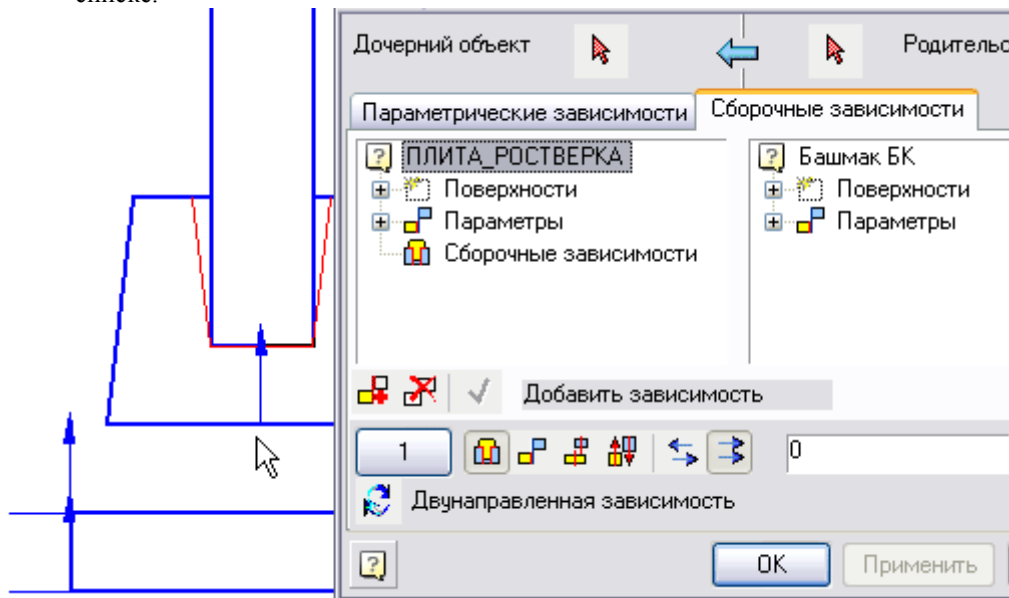 списке.
Дочерний объект
Родительс
Параметрические зависимости
Сборочные зависимости
ПЛИТА_РОСТВЕРКА
Поверхности
Параметры
Сборочные зависимости
Башмак БК
Поверхности
Параметры
Добавить зависимость
1
0
Двунаправленная зависимость
OK
Применить